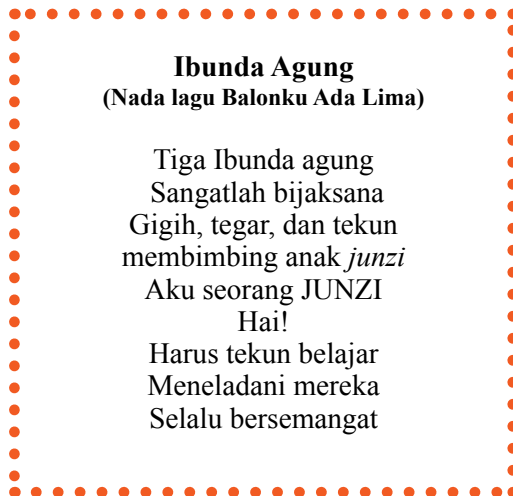 Ibunda Agung
(Nada lagu Balonku Ada Lima)
Tiga Ibunda agung
Sangatlah bijaksana
Gigih, tegar, dan tekun
membimbing anak junzi
Aku seorang JUNZI
Hai!
Harus tekun belajar
Meneladani mereka
Selalu bersemangat